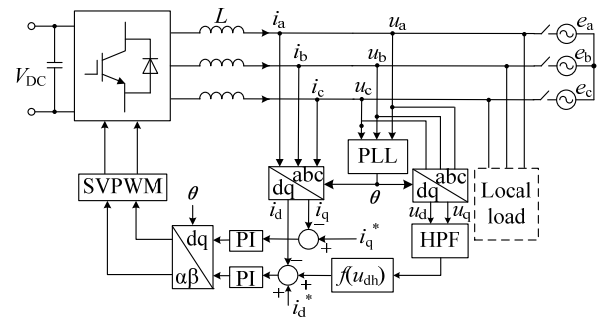 L
i_a
u_a
e_a
V_DC
i_b
u_b
e_b
i_c
u_c
e_c
PLL
SVPWM
θ
abc
dq
θ
abc
dq
Local
load
i_d
i_q
u_d
u_q
dq
αβ
PI
−
+
i_q*
HPF
PI
−
+
+
f(u_dh)
i_d*